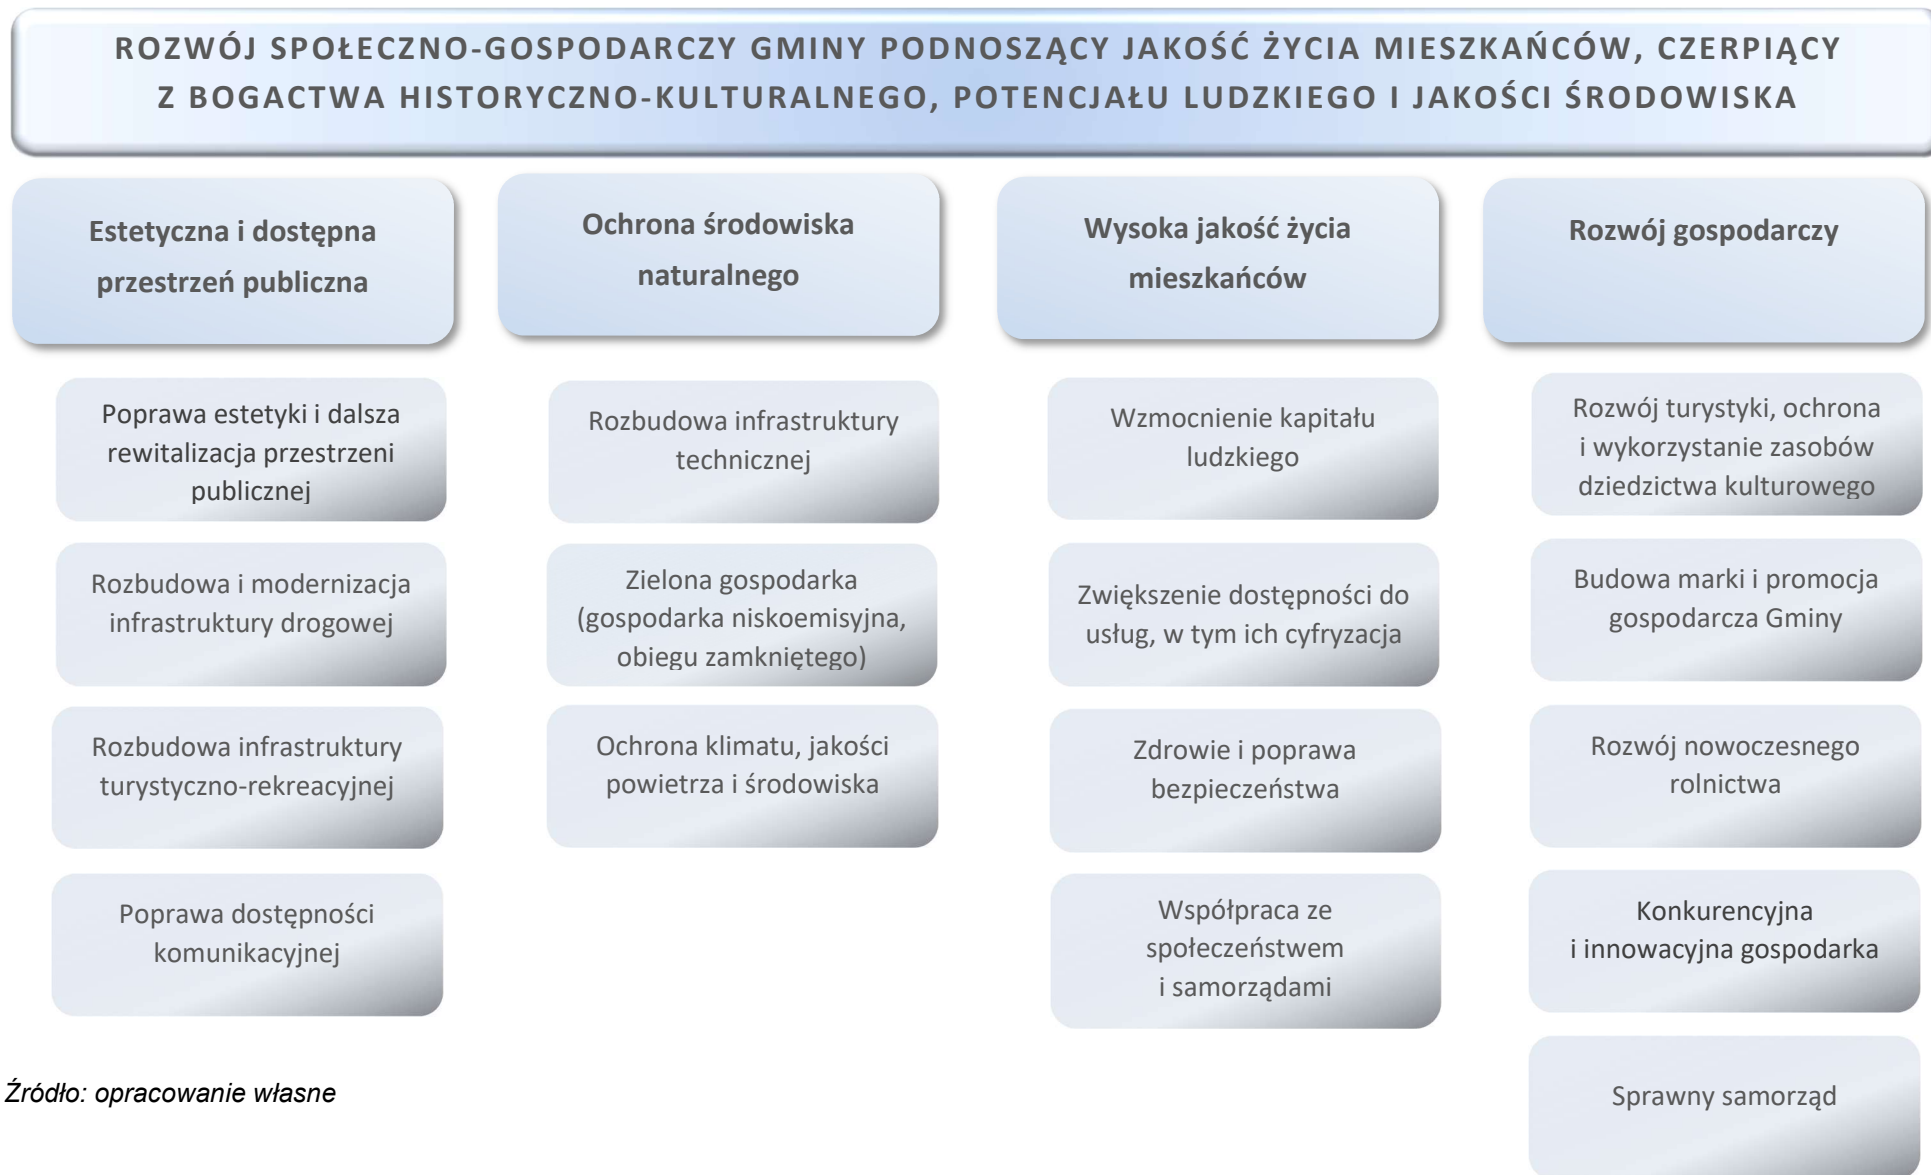 ROZWÓJ SPOŁECZNO-GOSPODARCZY GMINY PODNOSZĄCY JAKOŚĆ ŻYCIA MIESZKAŃCÓW, CZERPIĄCY
Z BOGACTWA HISTORYCZNO-KULTURALNEGO, POTENCJAŁU LUDZKIEGO I JAKOŚCI ŚRODOWISKA
Estetyczna i dostępna
przestrzeń publiczna
Poprawa estetyki i dalsza
rewitalizacja przestrzeni
publicznej
Rozbudowa i modernizacja
infrastruktury drogowej
Rozbudowa infrastruktury
turystyczno-rekreacyjnej
Poprawa dostępności
komunikacyjnej
Ochrona środowiska
naturalnego
Rozbudowa infrastruktury
technicznej
Zielona gospodarka
(gospodarka niskoemisyjna,
obiegu zamkniętego)
Ochrona klimatu, jakości
powietrza i środowiska
Wysoka jakość życia
mieszkańców
Wzmocnienie kapitału
ludzkiego
Zwiększenie dostępności do
usług, w tym ich cyfryzacja
Zdrowie i poprawa
bezpieczeństwa
Współpraca ze
społeczeństwem
i samorządami
Rozwój gospodarczy
Rozwój turystyki, ochrona
i wykorzystanie zasobów
dziedzictwa kulturowego
Budowa marki i promocja
gospodarcza Gminy
Rozwój nowoczesnego
rolnictwa
Konkurencyjna
i innowacyjna gospodarka
Sprawny samorząd
Źródło: opracowanie własne